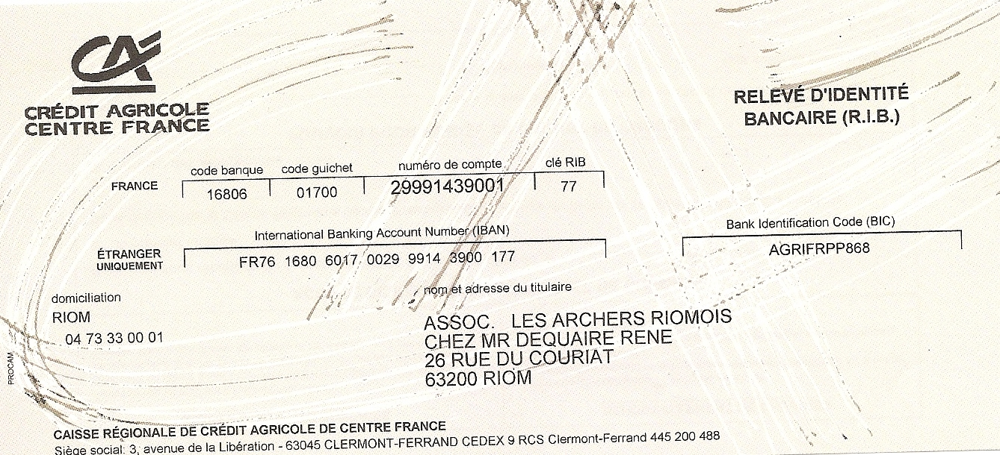 CA
CRÉDIT AGRICOLE
CENTRE FRANCE
RELEVÉ D'IDENTITÉ
BANCAIRE (R.I.B.)
code banque code guichet numéro de compte clé RIB
FRANCE 16806 01700 29991439001 77
International Banking Account Number (IBAN) Bank Identification Code (BIC)
ÉTRANGER
UNIQUEMENT
FR76 1680 6017 0029 9914 3900 177 AGRIFRPP868
domiciliation
RIOM
04 73 33 00 01
nom et adresse du titulaire
ASSOC. LES ARCHERS RIOMOIS
CHEZ MR DEQUAIRE RENE
26 RUE DU COURIAT
63200 RIOM
PROCAM
CAISSE RÉGIONALE DE CRÉDIT AGRICOLE DE CENTRE FRANCE
Siège social: 3, avenue de la Libération - 63045 CLERMONT-FERRAND CEDEX 9 RCS Clermont-Ferrand 445 200 488